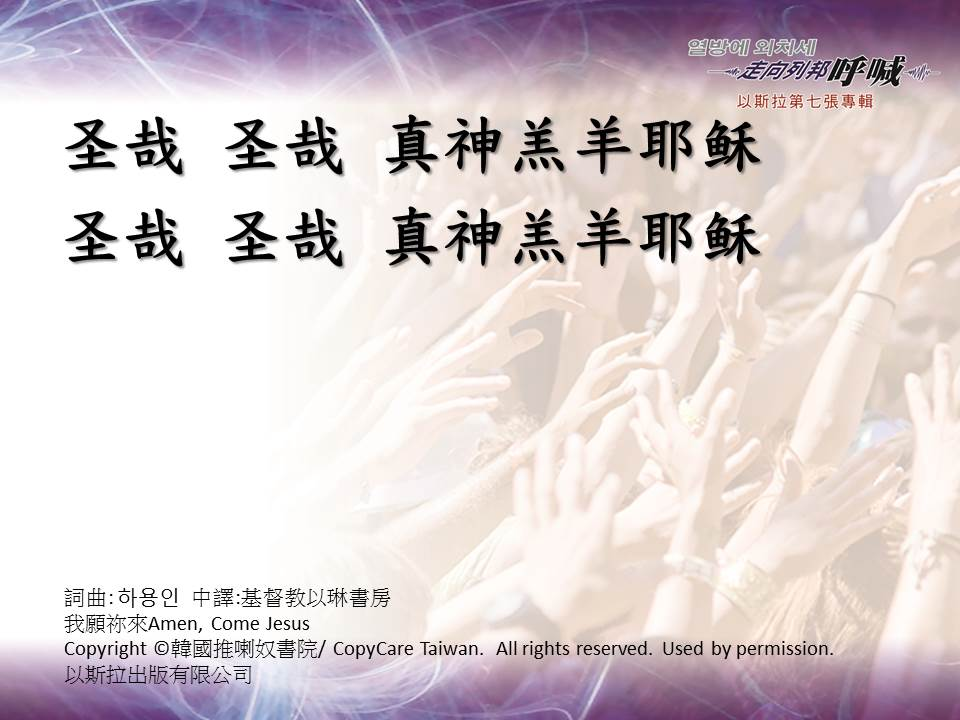 열방에 외치세
走向列邦呼喊
以斯拉第七張專輯
圣哉 圣哉 真神羔羊耶稣
圣哉 圣哉 真神羔羊耶稣
詞曲:하용인 中譯:基督教以琳書房
我願祢來Amen, Come Jesus
Copyright ©韓國推喇奴書院/ CopyCare Taiwan. All rights reserved. Used by permission.
以斯拉出版有限公司